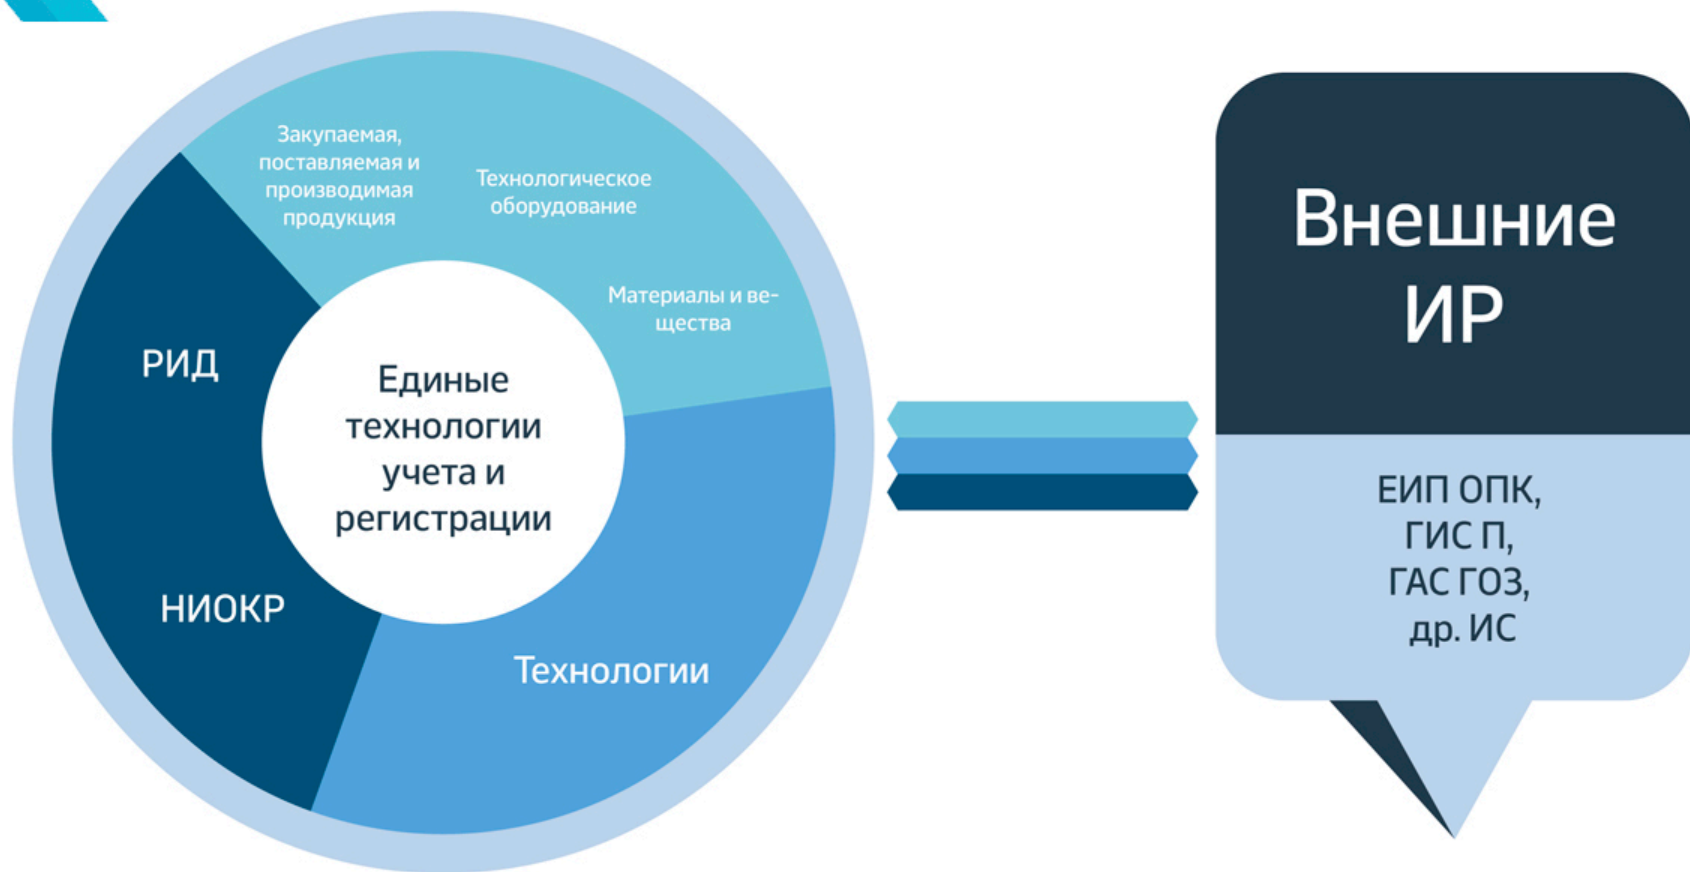 Закупаемая,
поставляемая и
производимая
продукция
Технологическое
оборудование
Материалы и ве-
щества
РИД
НИОКР
Технологии
Единые
технологии
учета и
регистрации
Внешние
ИР
ЕИП ОПК,
ГИС П,
ГАС ГОЗ,
др. ИС